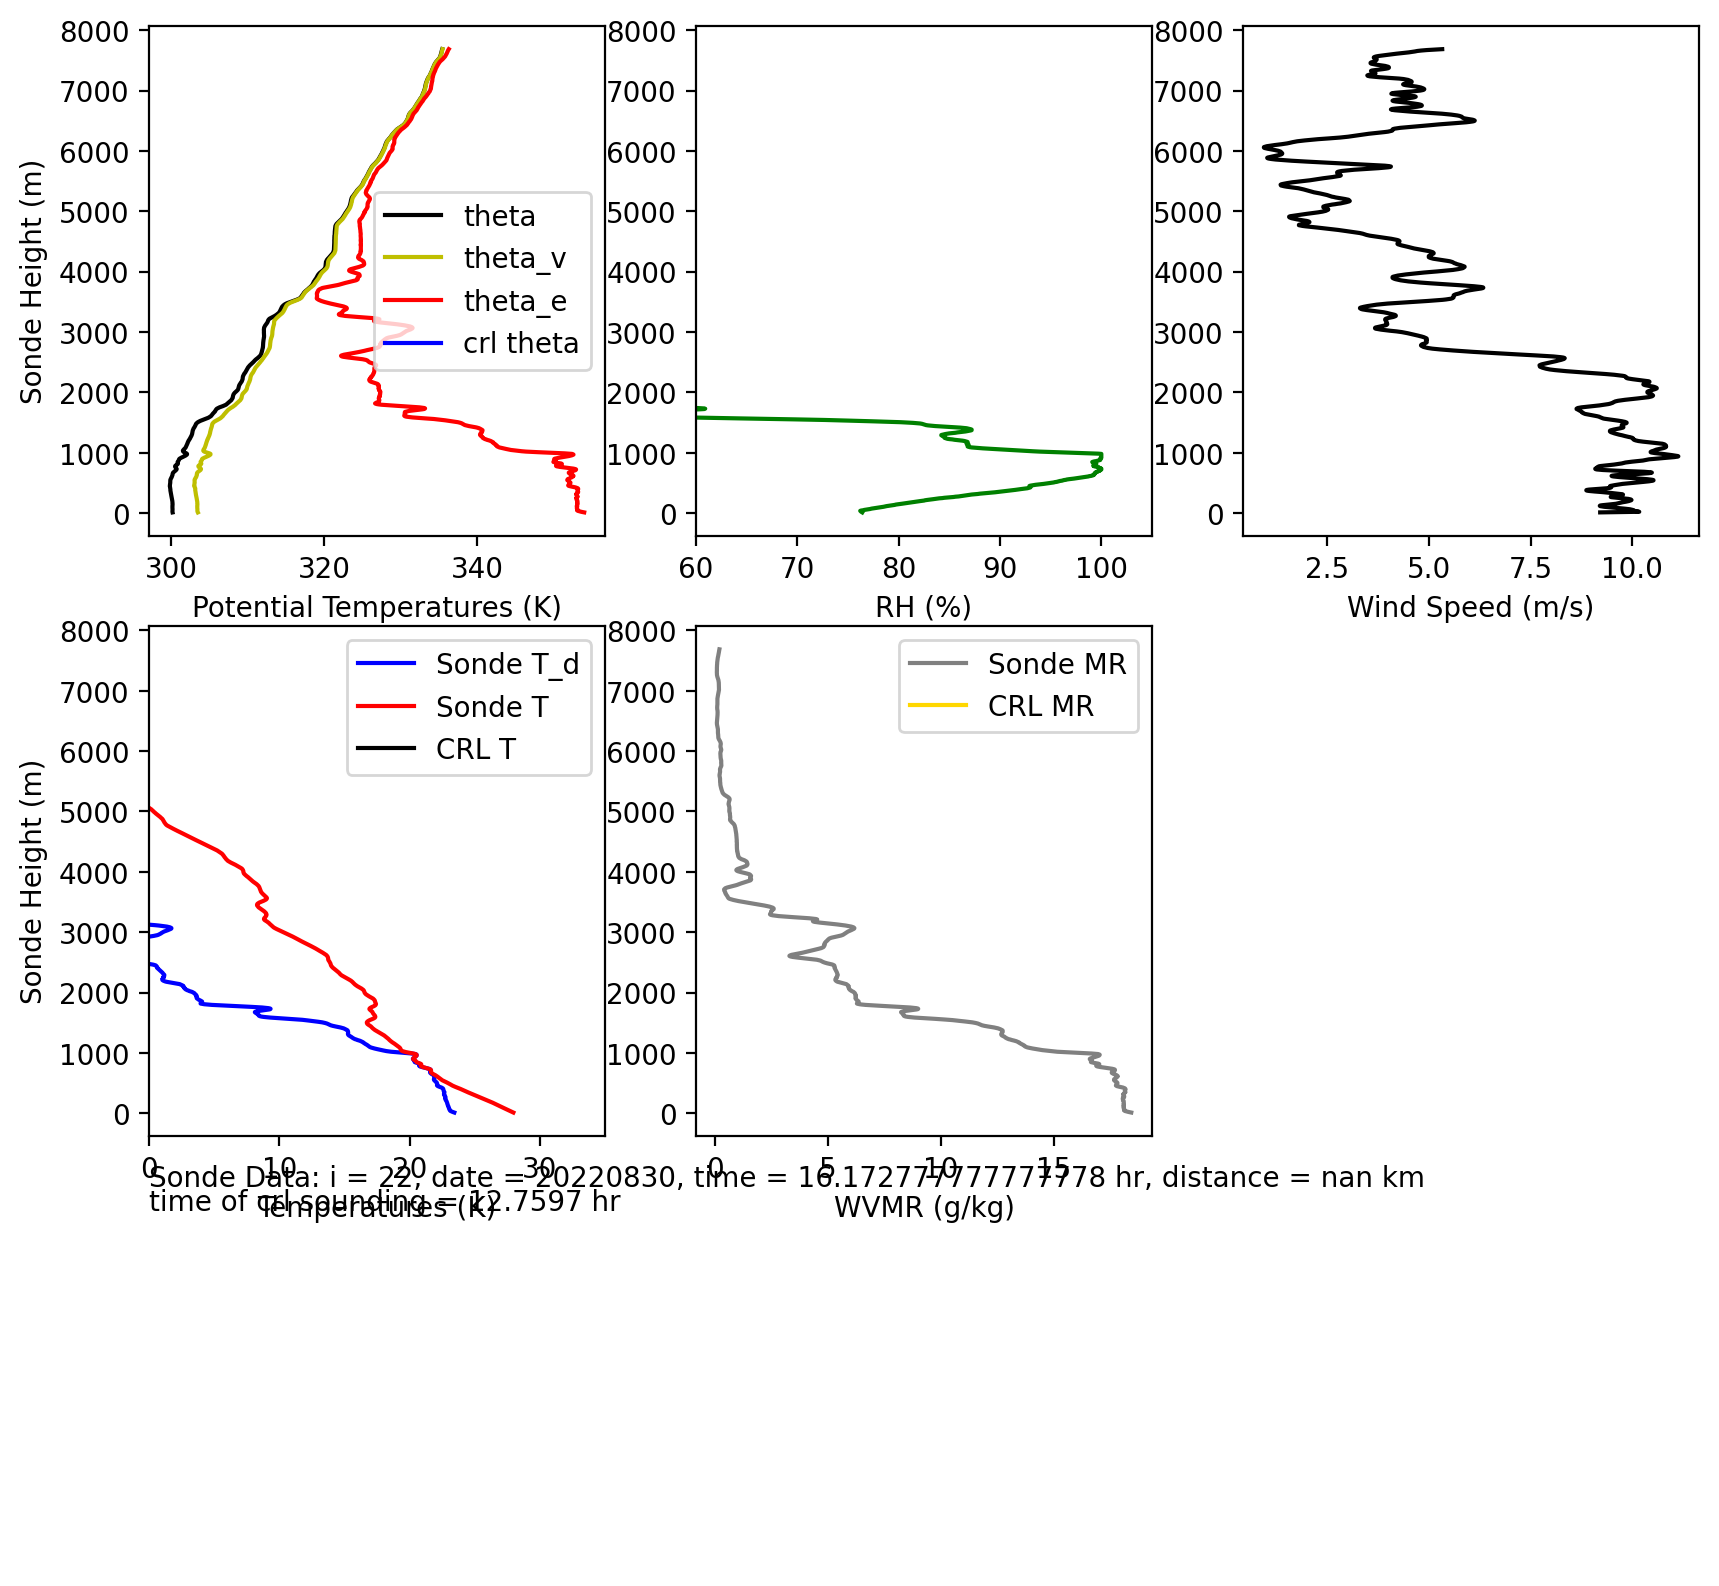 8000
7000
6000
5000
4000
3000
2000
1000
0
Sonde Height (m)
300 320 340
Potential Temperatures (K)
theta
theta_v
theta_e
crl theta
8000
7000
6000
5000
4000
3000
2000
1000
0
60 70 80 90 100
RH (%)
8000
7000
6000
5000
4000
3000
2000
1000
0
2.5 5.0 7.5 10.0
Wind Speed (m/s)
8000
7000
6000
5000
4000
3000
2000
1000
0
Sonde Height (m)
Sonde T_d
Sonde T
CRL T
0 10 20 30
Temperatures (K)
8000
7000
6000
5000
4000
3000
2000
1000
0
Sonde MR
CRL MR
0 5 10 15
WVMR (g/kg)
Sonde Data: i = 22, date = 20220830, time = 16.172777777777778 hr, distance = nan km
time of crl sounding = 12.7597 hr